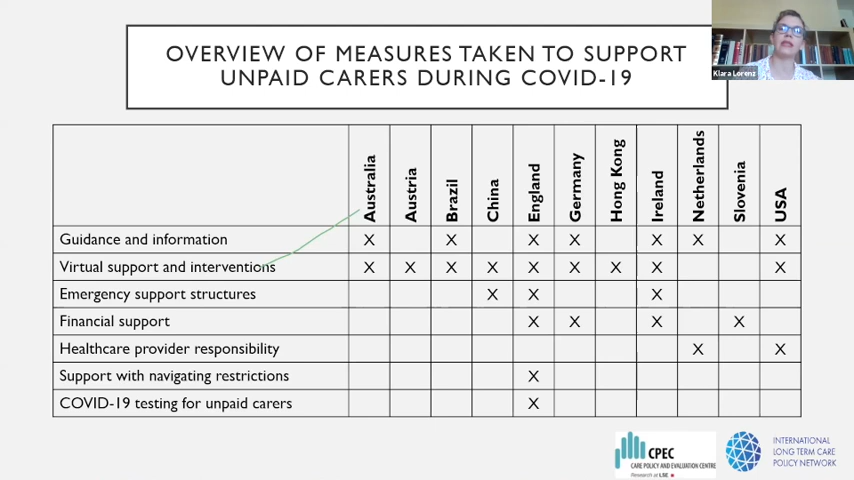 OVERVIEW OF MEASURES TAKEN TO SUPPORT
UNPAID CARERS DURING COVID-19
Klara Lorenz
Australia Austria Brazil China England Germany Hong Kong Ireland Netherlands Slovenia USA
Guidance and information X X X X X X X
Virtual support and interventions X X X X X X X X X
Emergency support structures X X X
Financial support X X X X
Healthcare provider responsibility X X
Support with navigating restrictions X
COVID-19 testing for unpaid carers X
CPEC
CARE POLICY AND EVALUATION CENTRE
Research at LSE
INTERNATIONAL
LONG TERM CARE
POLICY NETWORK